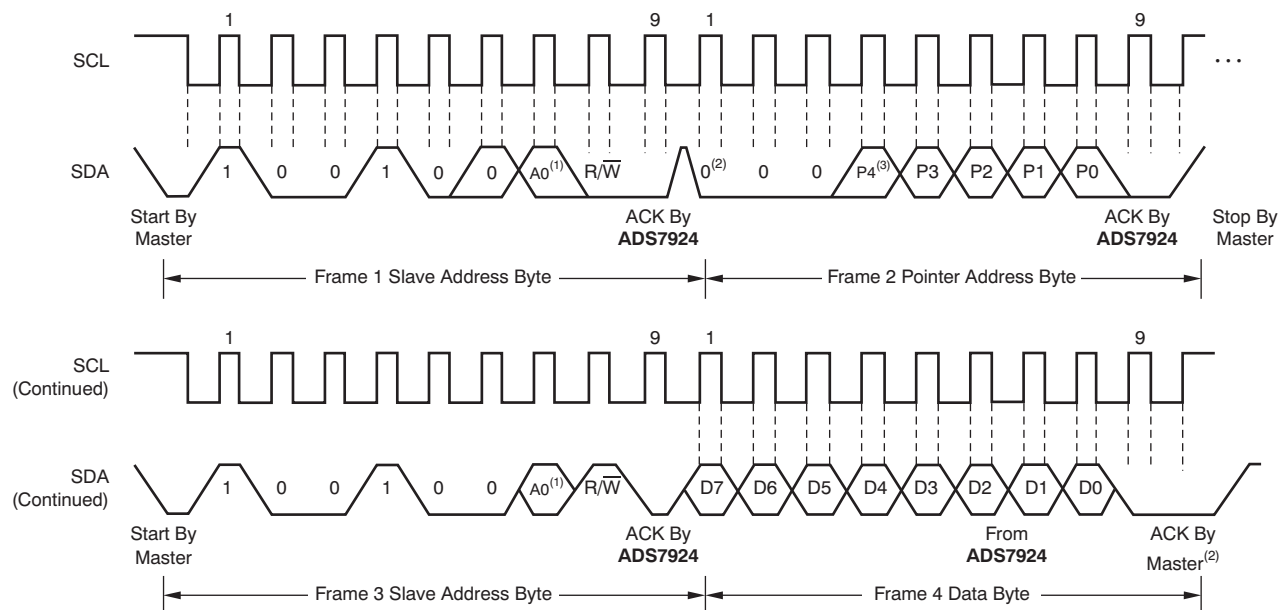 1 9 1 9
SCL ...
SDA 1 0 0 1 0 0 A0(1) R/W̅ 0(2) 0 0 P4(3) P3 P2 P1 P0
Start By Master
ACK By ADS7924
ACK By ADS7924
Stop By Master
Frame 1 Slave Address Byte
Frame 2 Pointer Address Byte
1 9 1 9
SCL (Continued)
SDA (Continued) 1 0 0 1 0 0 A0(1) R/W̅ D7 D6 D5 D4 D3 D2 D1 D0
Start By Master
ACK By ADS7924
From ADS7924
ACK By Master(2)
Frame 3 Slave Address Byte
Frame 4 Data Byte